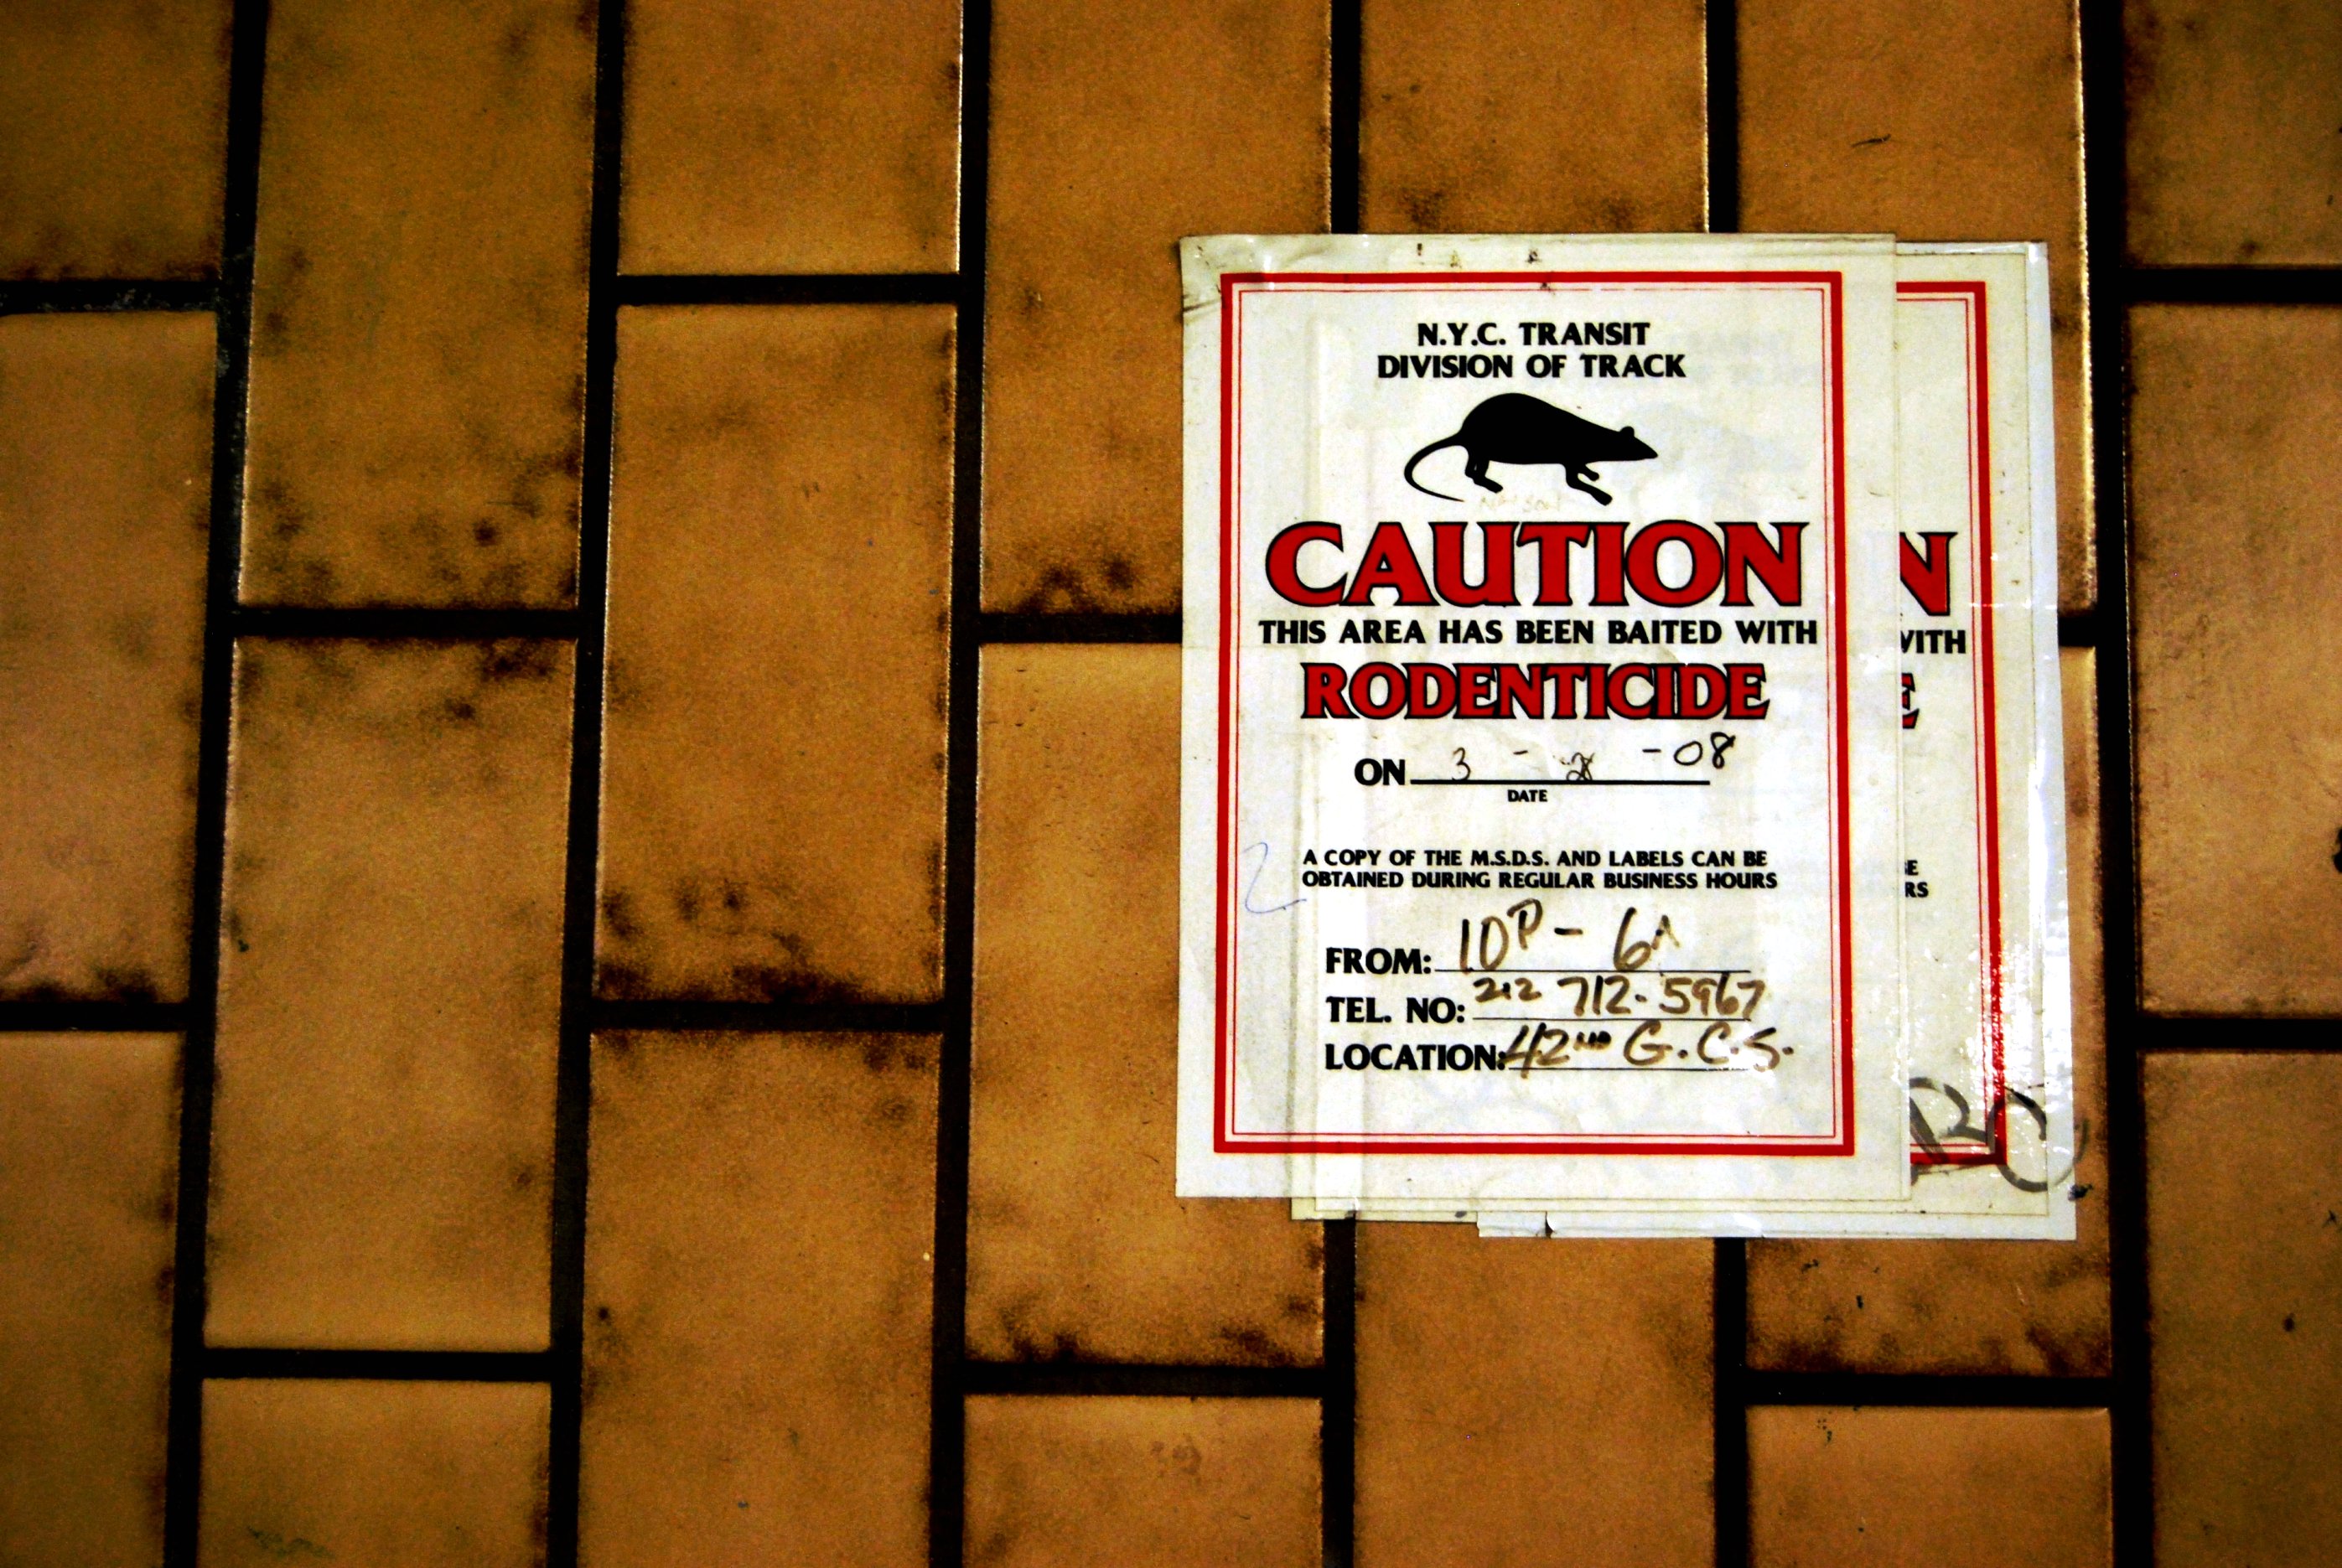 N.Y.C. TRANSIT
DIVISION OF TRACK
CAUTION
THIS AREA HAS BEEN BAITED WITH
RODENTICIDE
ON 3 - - 08
DATE
A COPY OF THE M.S.D.S. AND LABELS CAN BE
OBTAINED DURING REGULAR BUSINESS HOURS
FROM: 10P - 6A
TEL. NO: 212 712-5967
LOCATION: 42ND G.C.S.
N
WITH
E
BE
RS